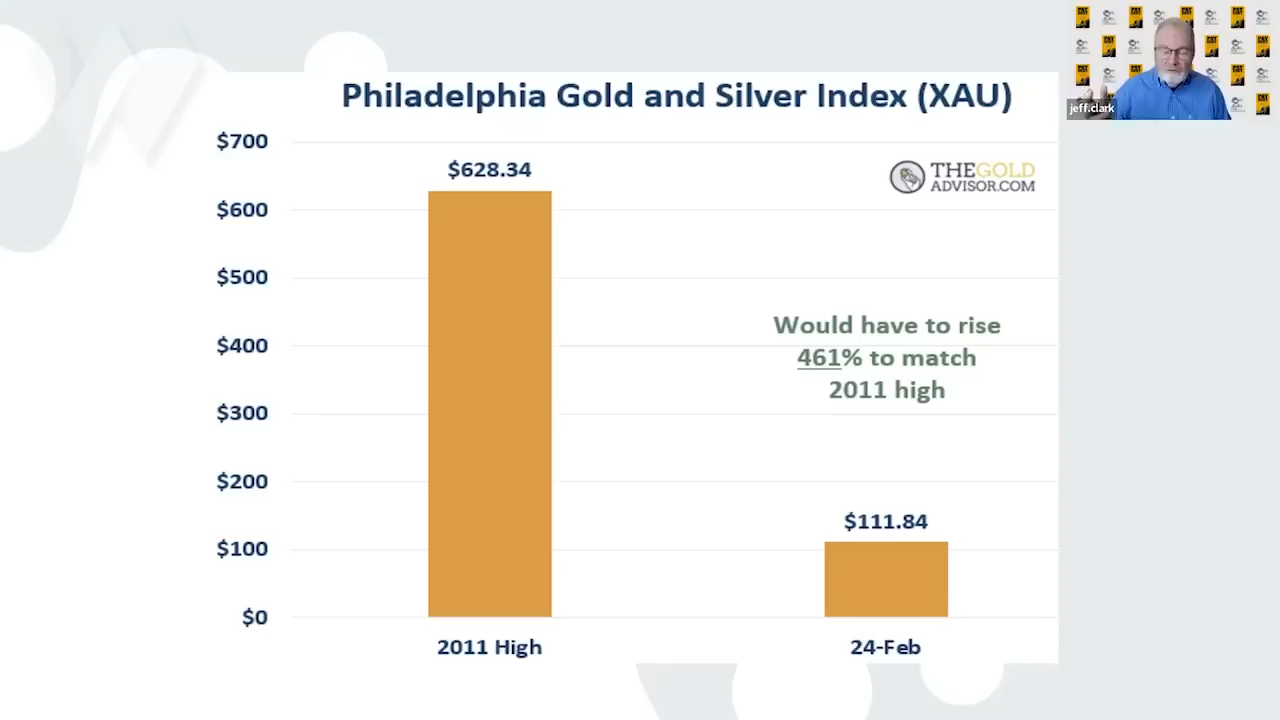 Philadelphia Gold and Silver Index (XAU)
$700
$600
$500
$400
$300
$200
$100
$0
$628.34
$111.84
THEGOLD
ADVISOR.COM
Would have to rise
461% to match
2011 high
2011 High
24-Feb
jeff.clark